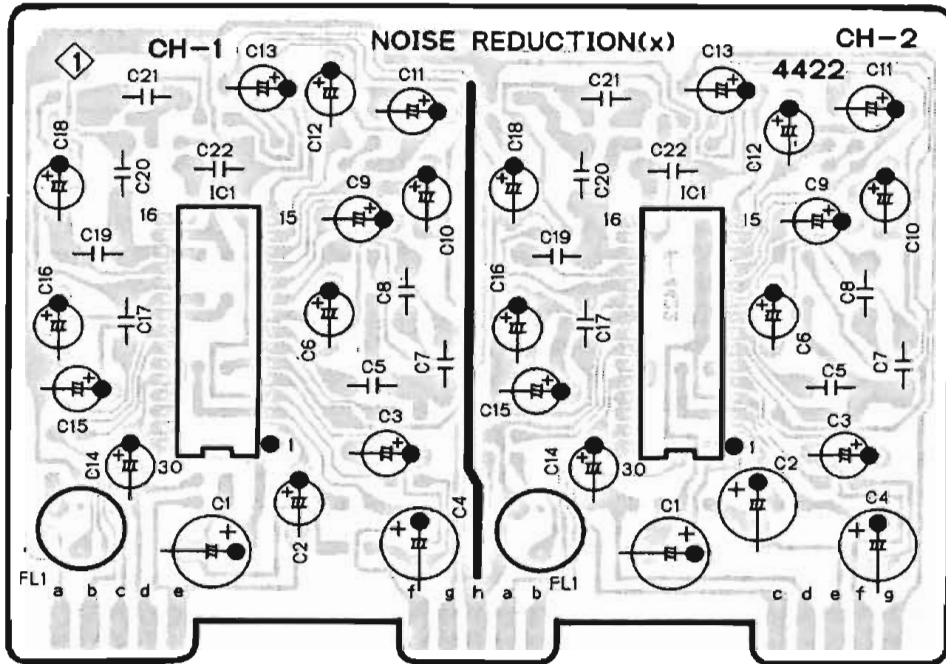 1 CH-1 C13 NOISE REDUCTION(x) C13 CH-2
C21 C12 C11 C21 4422 C11
C18 C12
C18
C20 C22 C20 C22
IC1 C9 C10 IC1 C9 C10
16 15 16 15
C19 C19
C16 C17 C6 C8 C16 C17 C6 C8
C5 C7 C5 C7
C15 C3 C15 C3
C14 30 1 C14 30 1
C1 C2 C4 C1 C2 C4
FL1 FL1
a b c d e f g h a b c d e f g